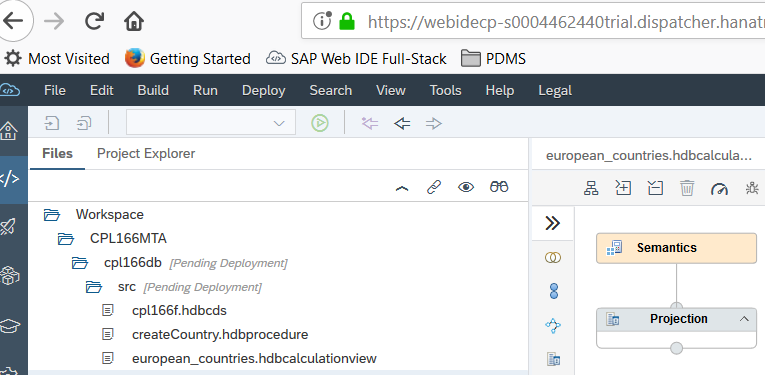 https://webidecp-s0004462440trial.dispatcher.hanatr
Most Visited Getting Started SAP Web IDE Full-Stack PDMS
File Edit Build Run Deploy Search View Tools Help Legal
Files Project Explorer
european_countries.hdbcalcula...
Workspace
CPL166MTA
cpl166db [Pending Deployment]
src [Pending Deployment]
cpl166f.hdbcds
createCountry.hdbprocedure
european_countries.hdbcalculationview
Semantics
Projection